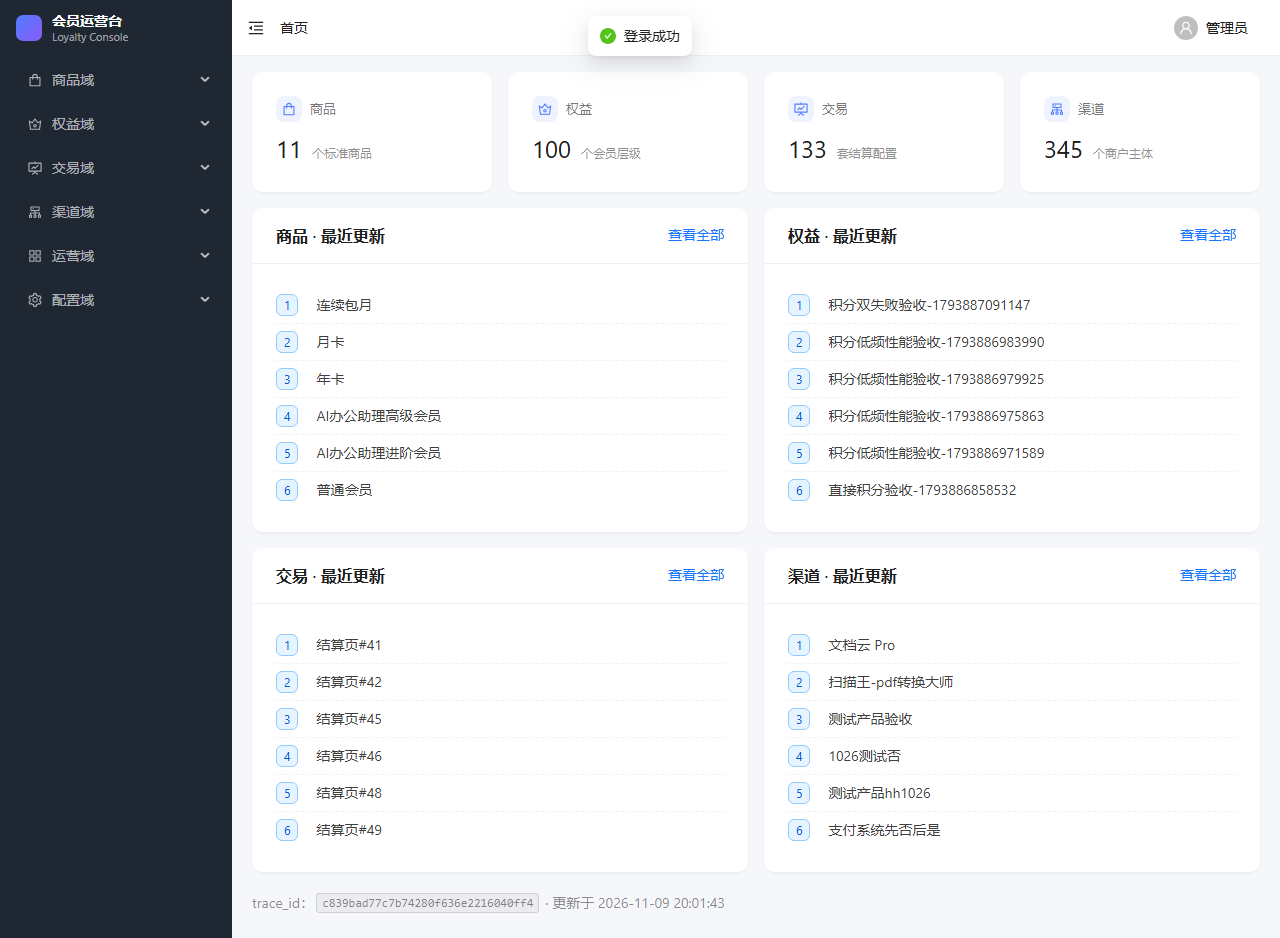 会员运营台
Loyalty Console
商品域
权益域
交易域
渠道域
运营域
配置域
首页
登录成功
管理员
商品
11 个标准商品
权益
100 个会员层级
交易
133 套结算配置
渠道
345 个商户主体
商品 · 最近更新 查看全部
1 连续包月
2 月卡
3 年卡
4 AI办公助理高级会员
5 AI办公助理进阶会员
6 普通会员
权益 · 最近更新 查看全部
1 积分双失败验收-1793887091147
2 积分低频性能验收-1793886983990
3 积分低频性能验收-1793886979925
4 积分低频性能验收-1793886975863
5 积分低频性能验收-1793886971589
6 直接积分验收-1793886858532
交易 · 最近更新 查看全部
1 结算页#41
2 结算页#42
3 结算页#45
4 结算页#46
5 结算页#48
6 结算页#49
渠道 · 最近更新 查看全部
1 文档云 Pro
2 扫描王-pdf转换大师
3 测试产品验收
4 1026测试否
5 测试产品hh1026
6 支付系统先否后是
trace_id： c839bad77c7b74280f636e2216040ff4 · 更新于 2026-11-09 20:01:43